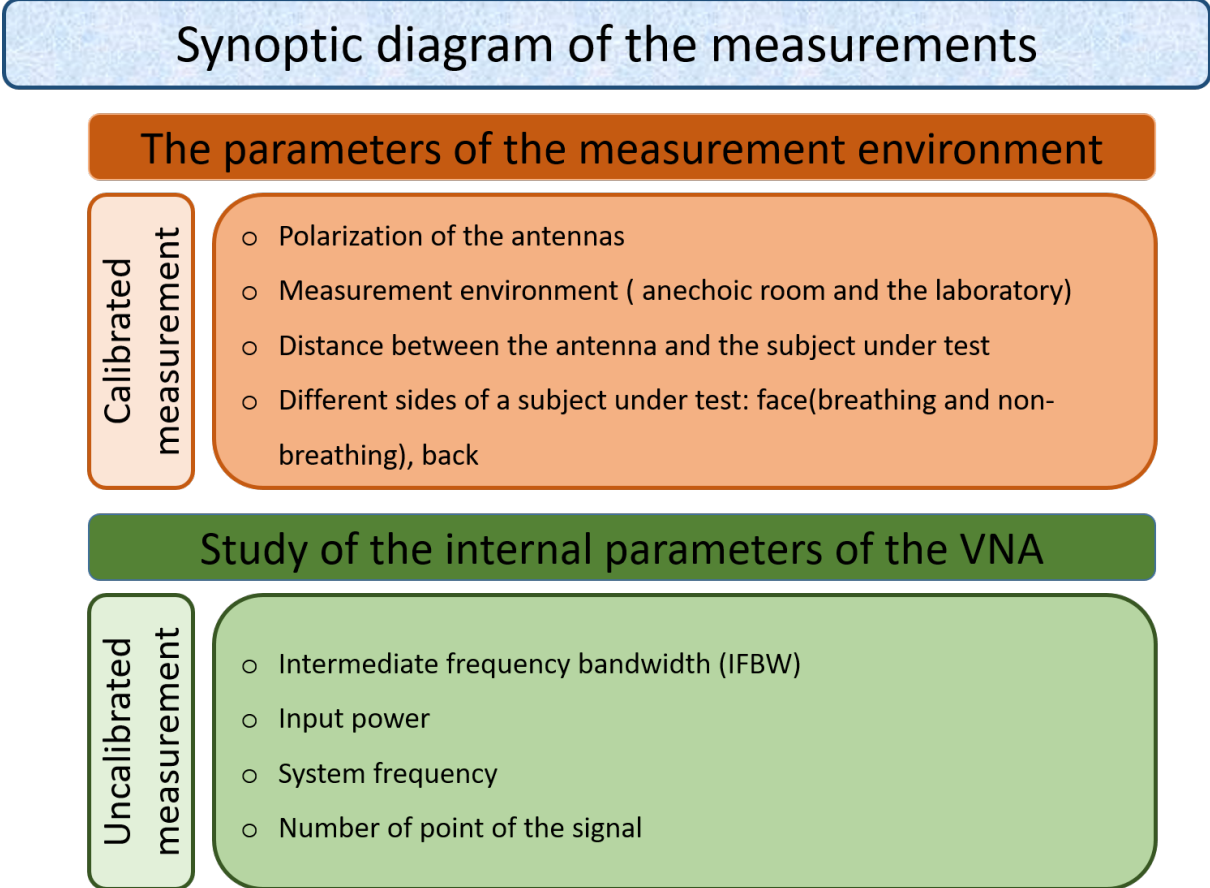 Synoptic diagram of the measurements
The parameters of the measurement environment
Calibrated
measurement
o Polarization of the antennas
o Measurement environment ( anechoic room and the laboratory)
o Distance between the antenna and the subject under test
o Different sides of a subject under test: face(breathing and non-
breathing), back
Study of the internal parameters of the VNA
Uncalibrated
measurement
o Intermediate frequency bandwidth (IFBW)
o Input power
o System frequency
o Number of point of the signal